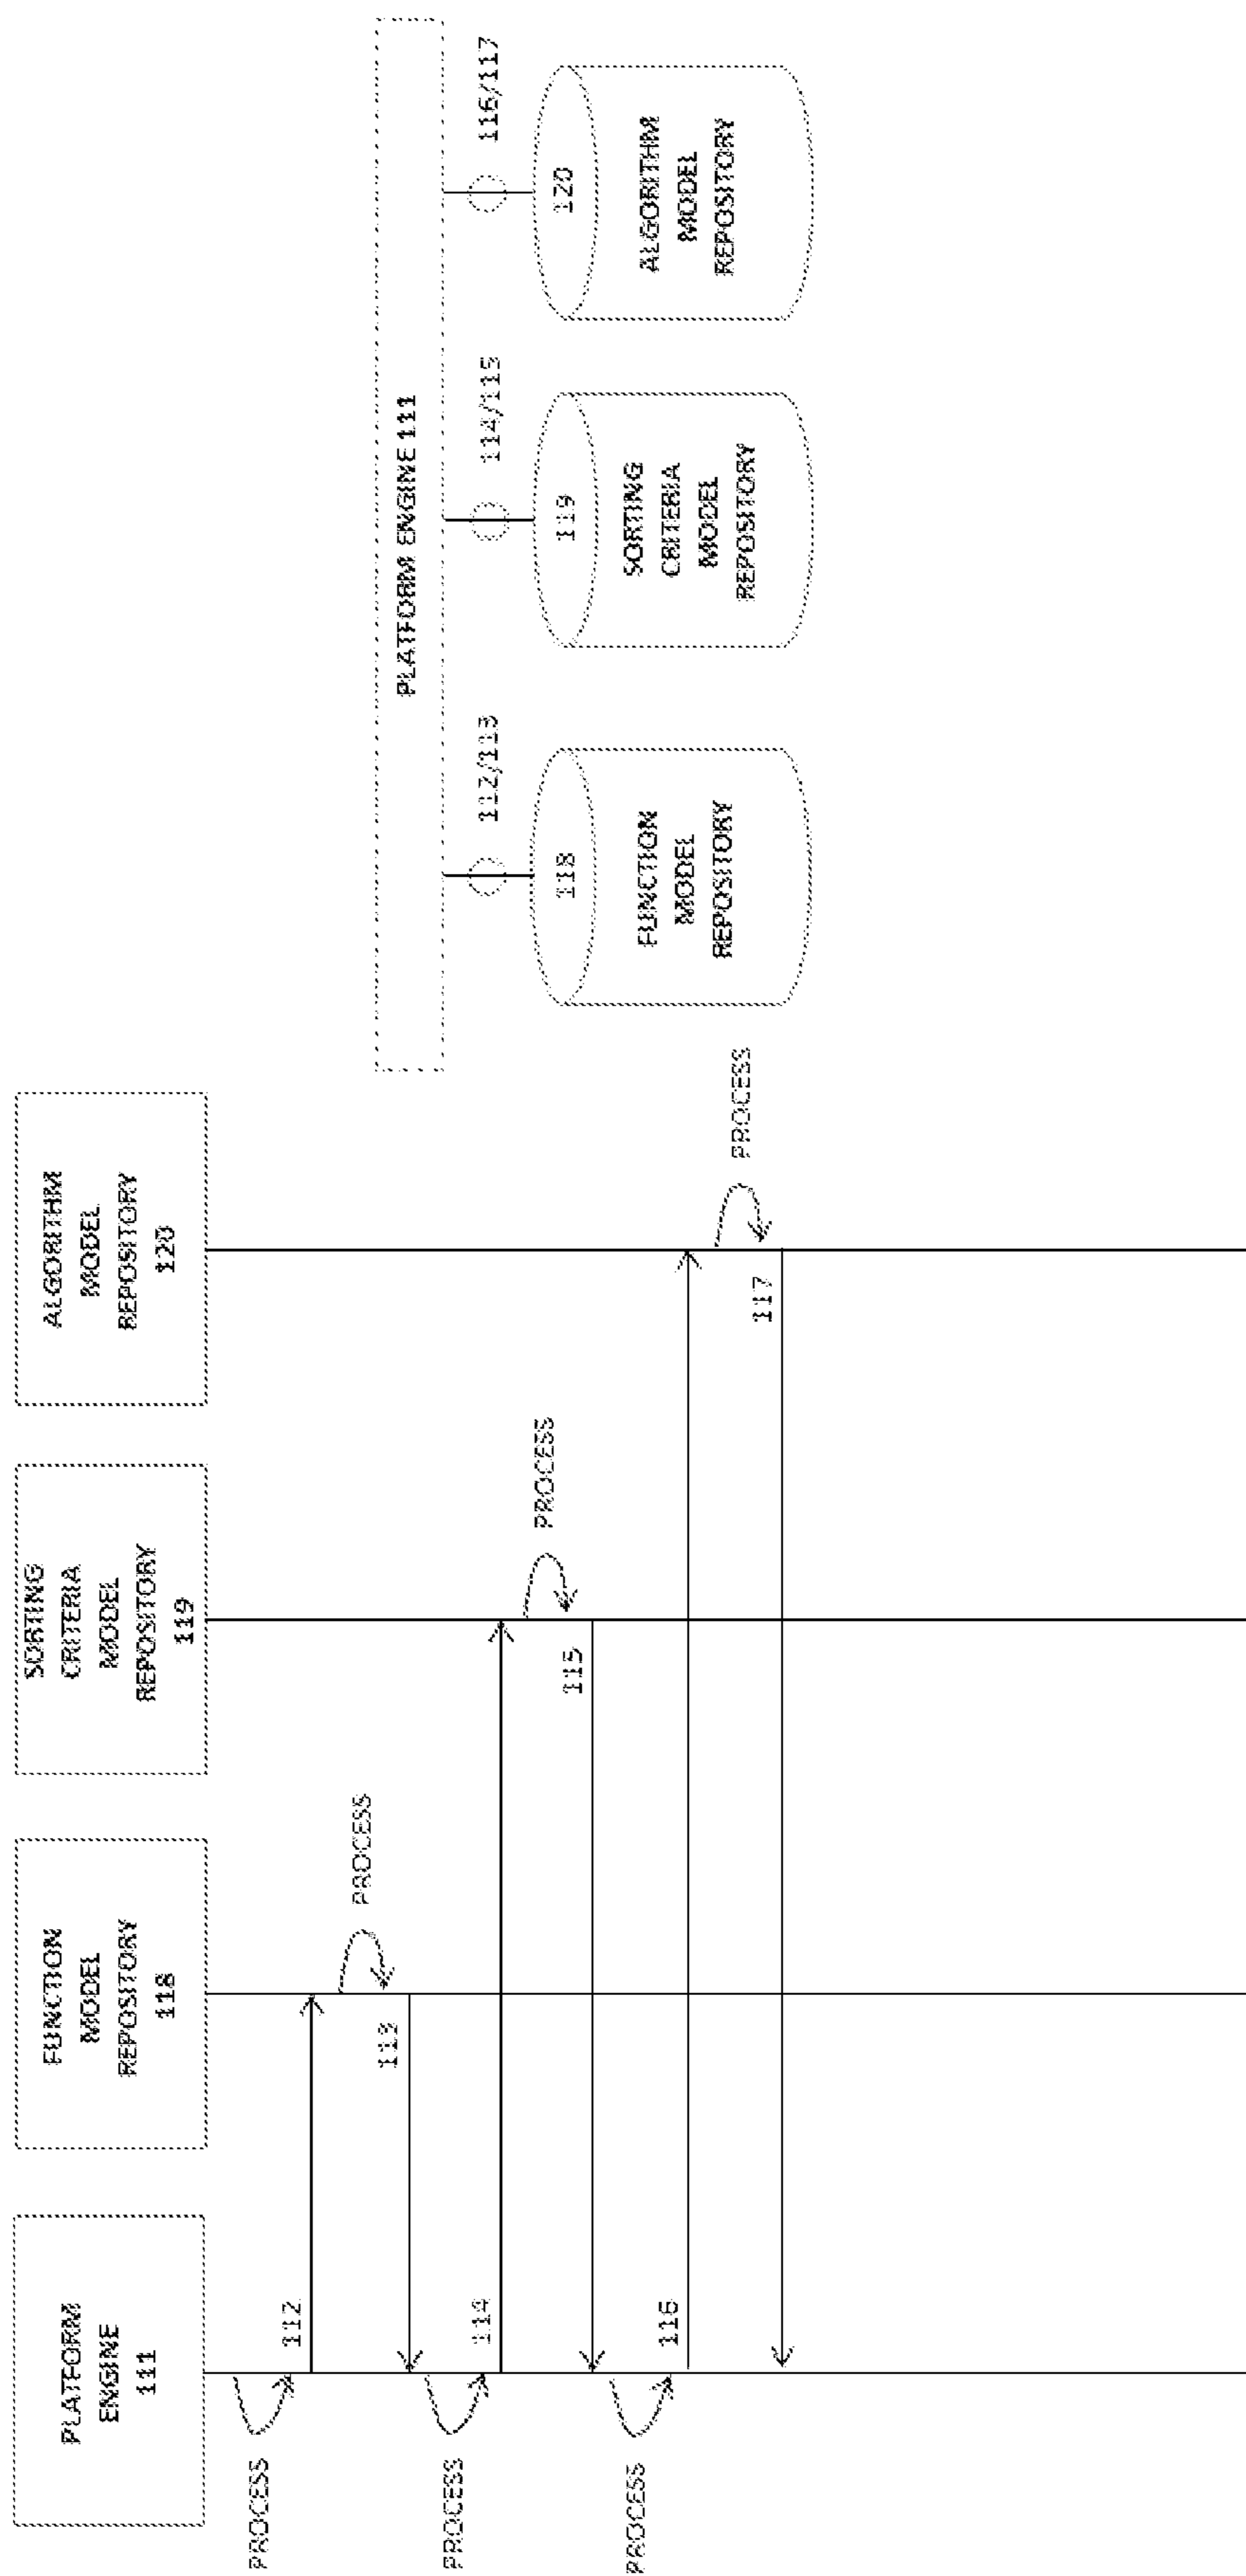 PLATFORM
ENGINE
111
FUNCTION
MODEL
REPOSITORY
118
SORTING
CRITERIA
MODEL
REPOSITORY
119
ALGORITHM
MODEL
REPOSITORY
120
PROCESS
112
PROCESS
113
PROCESS
114
PROCESS
115
PROCESS
116
PROCESS
117
PLATFORM ENGINE 111
112/113
114/115
116/117
118
FUNCTION
MODEL
REPOSITORY
119
SORTING
CRITERIA
MODEL
REPOSITORY
120
ALGORITHM
MODEL
REPOSITORY